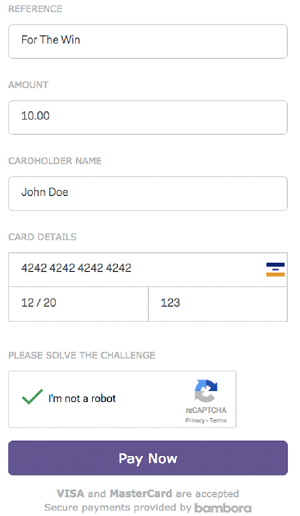 REFERENCE
For The Win
AMOUNT
10.00
CARDHOLDER NAME
John Doe
CARD DETAILS
4242 4242 4242 4242
12 / 20 123
PLEASE SOLVE THE CHALLENGE
I'm not a robot
reCAPTCHA
Privacy - Terms
Pay Now
VISA and MasterCard are accepted
Secure payments provided by bambora